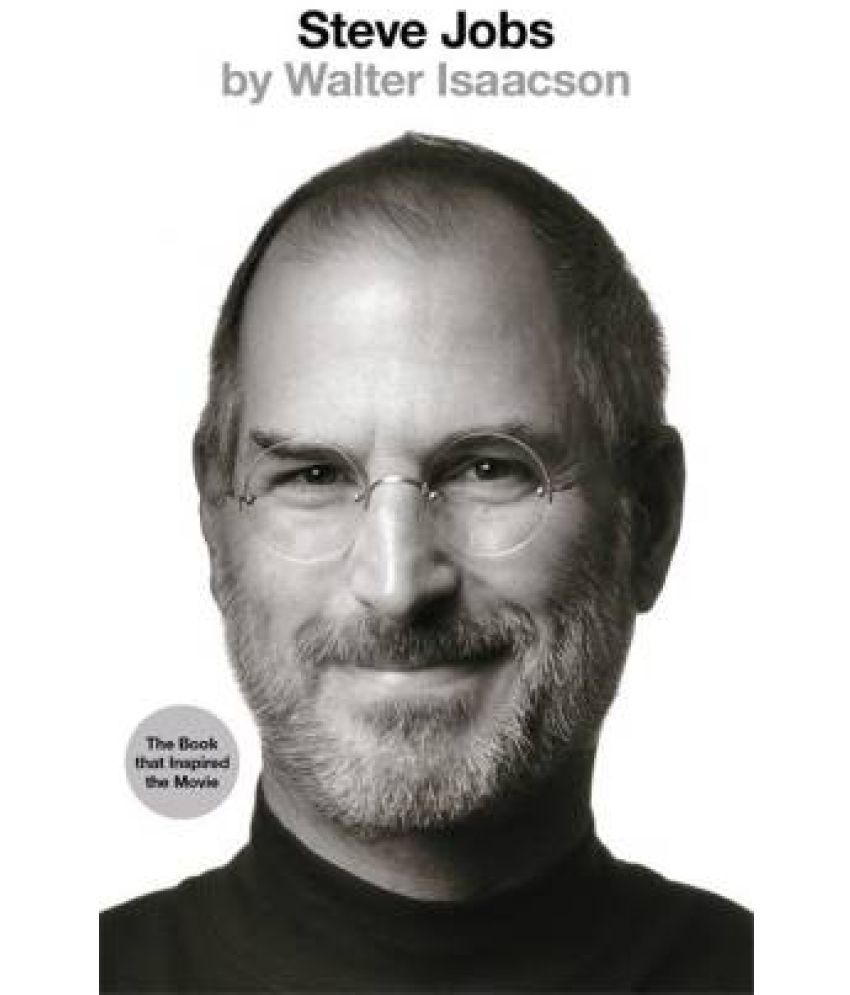 Steve Jobs
by Walter Isaacson
The Book
that Inspired
the Movie